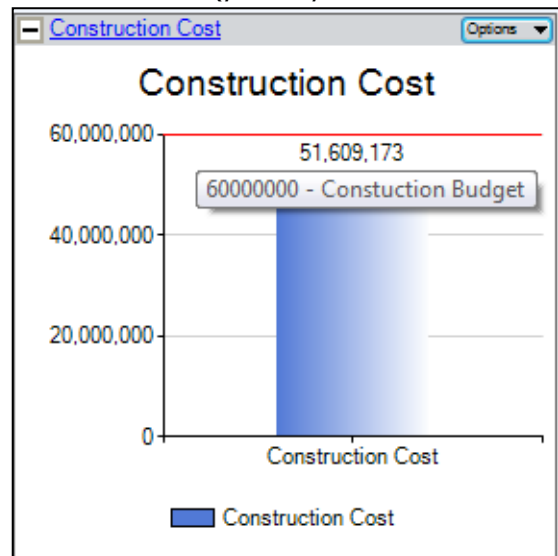 Construction Cost
Options
Construction Cost
60,000,000
51,609,173
60000000 - Constuction Budget
40,000,000
20,000,000
0
Construction Cost
Construction Cost